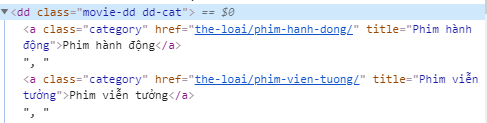 ▼<dd class="movie-dd dd-cat"> == $0
<a class="category" href="the-loai/phim-hanh-dong/" title="Phim hành
động">Phim hành động</a>
", "
<a class="category" href="the-loai/phim-vien-tuong/" title="Phim viễn
tưởng">Phim viễn tưởng</a>
", "